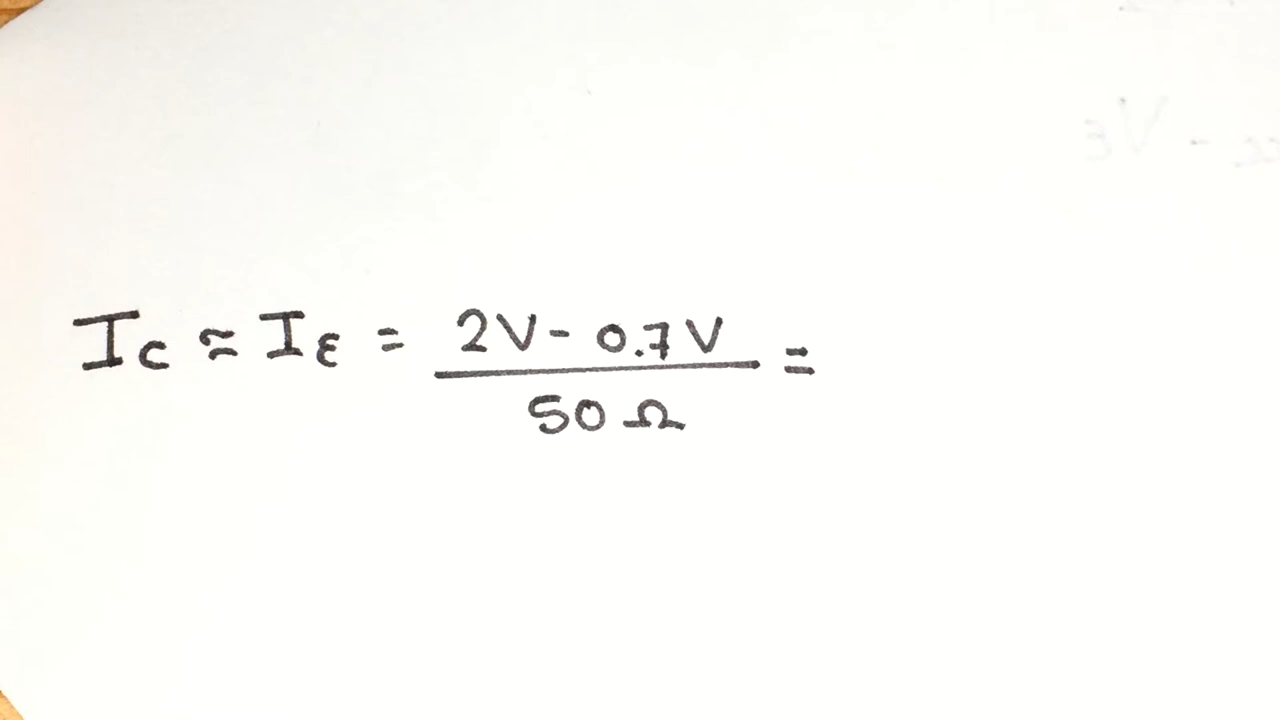 Ic ≈ IE = 2V - 0.7V =
50 Ω